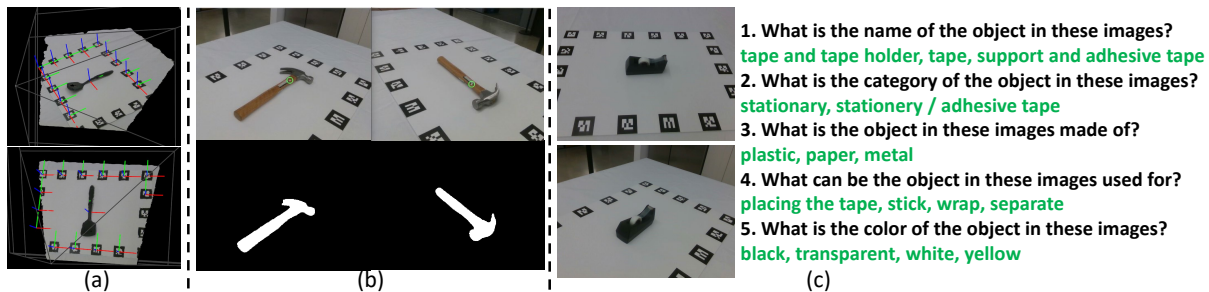 1. What is the name of the object in these images?
tape and tape holder, tape, support and adhesive tape
2. What is the category of the object in these images?
stationary, stationery / adhesive tape
3. What is the object in these images made of?
plastic, paper, metal
4. What can be the object in these images used for?
placing the tape, stick, wrap, separate
5. What is the color of the object in these images?
black, transparent, white, yellow
(a)
(b)
(c)